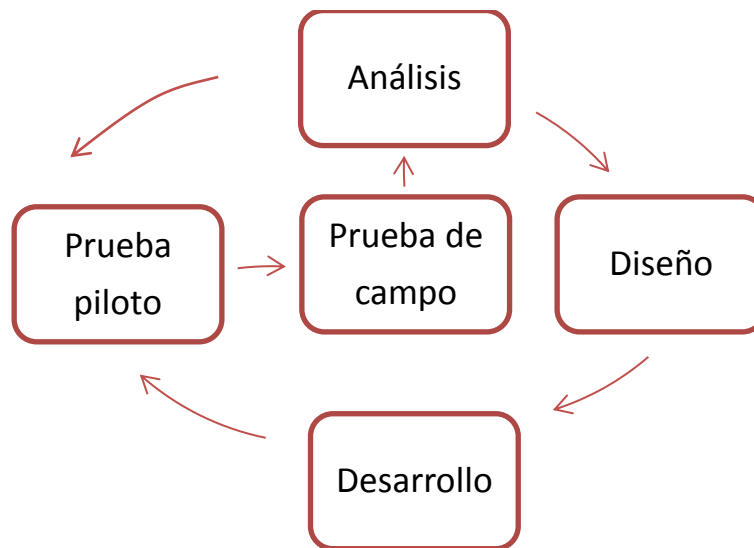 Análisis
Prueba
piloto
Prueba de
campo
Diseño
Desarrollo